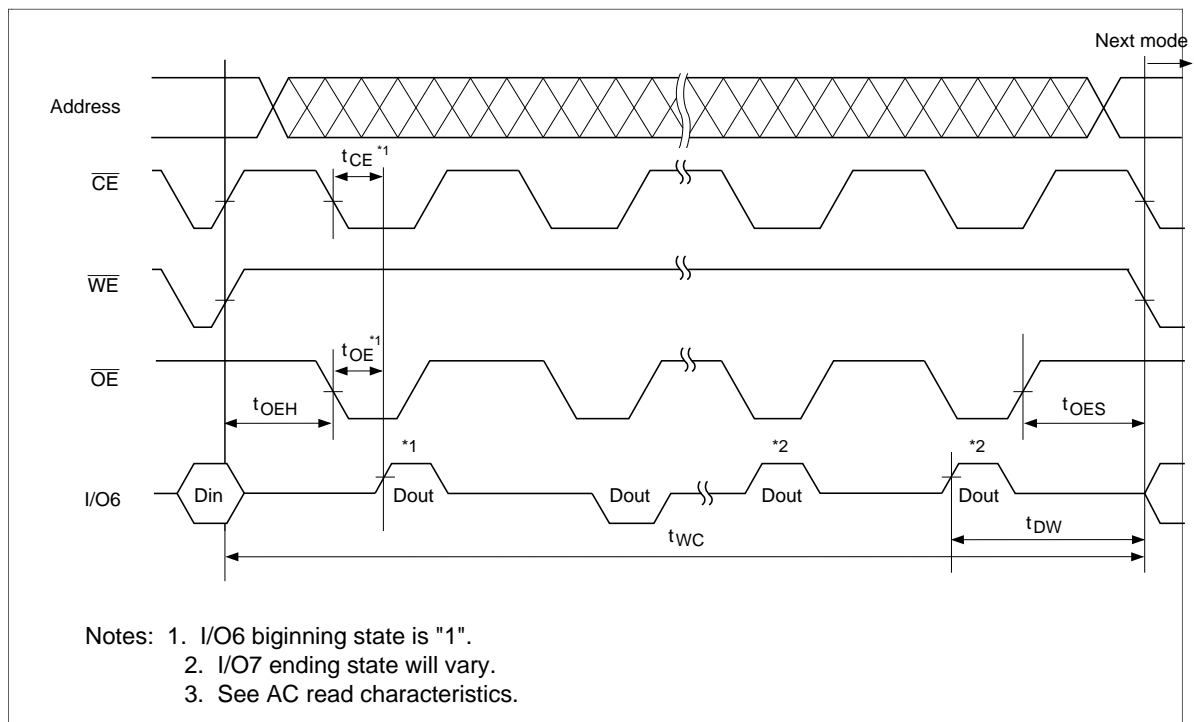 Next mode
Address
tCE *1
CE
WE
tOE *1
OE
tOEH
tOES
*1
*2
*2
I/O6
Din
Dout
Dout
Dout
Dout
tWC
tDW
Notes: 1. I/O6 biginning state is "1".
2. I/O7 ending state will vary.
3. See AC read characteristics.